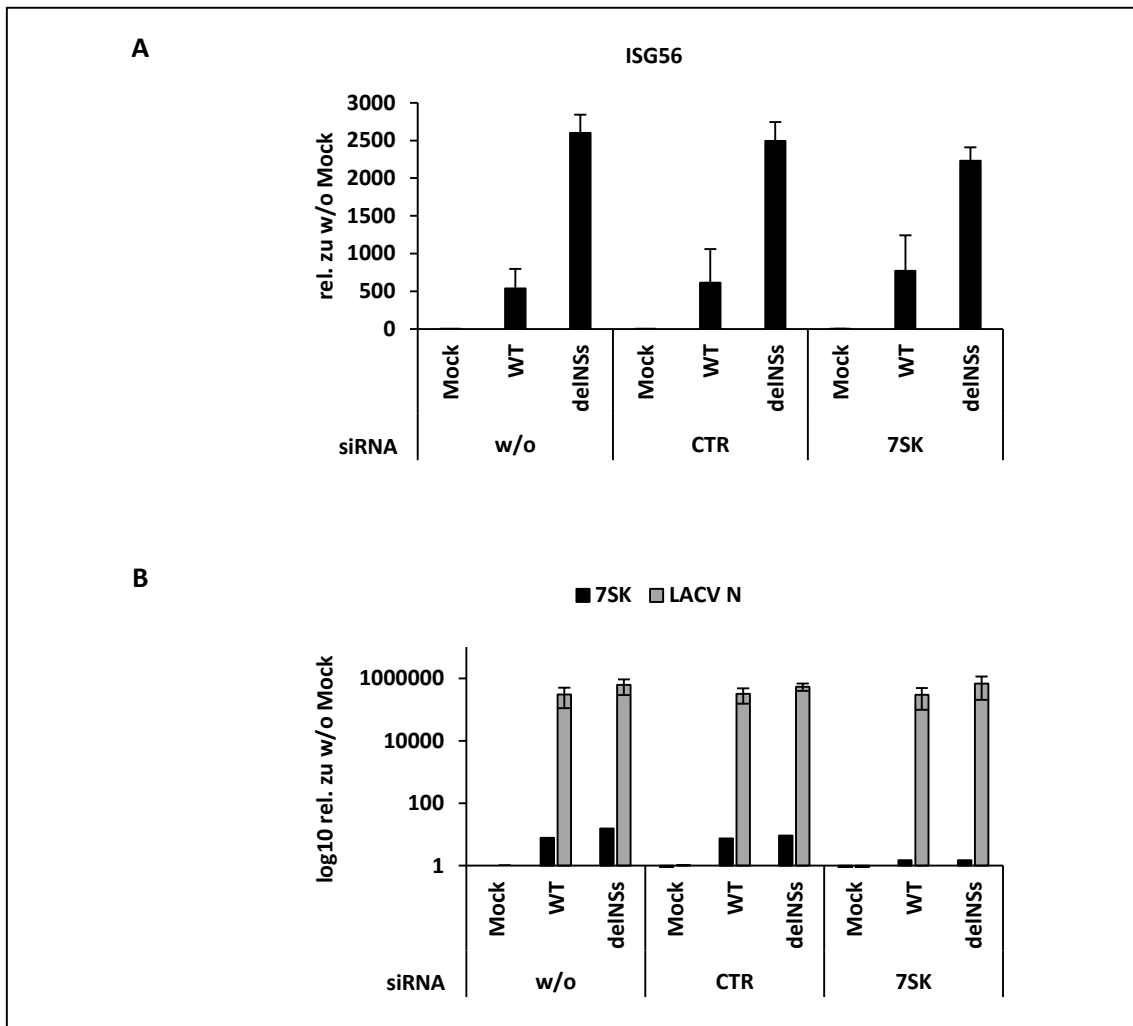 A
ISG56
rel. zu w/o Mock
3000
2500
2000
1500
1000
500
0
Mock WT delNSs Mock WT delNSs Mock WT delNSs
siRNA w/o CTR 7SK
B
7SK LACV N
log10 rel. zu w/o Mock
1000000
10000
100
1
Mock WT delNSs Mock WT delNSs Mock WT delNSs
siRNA w/o CTR 7SK